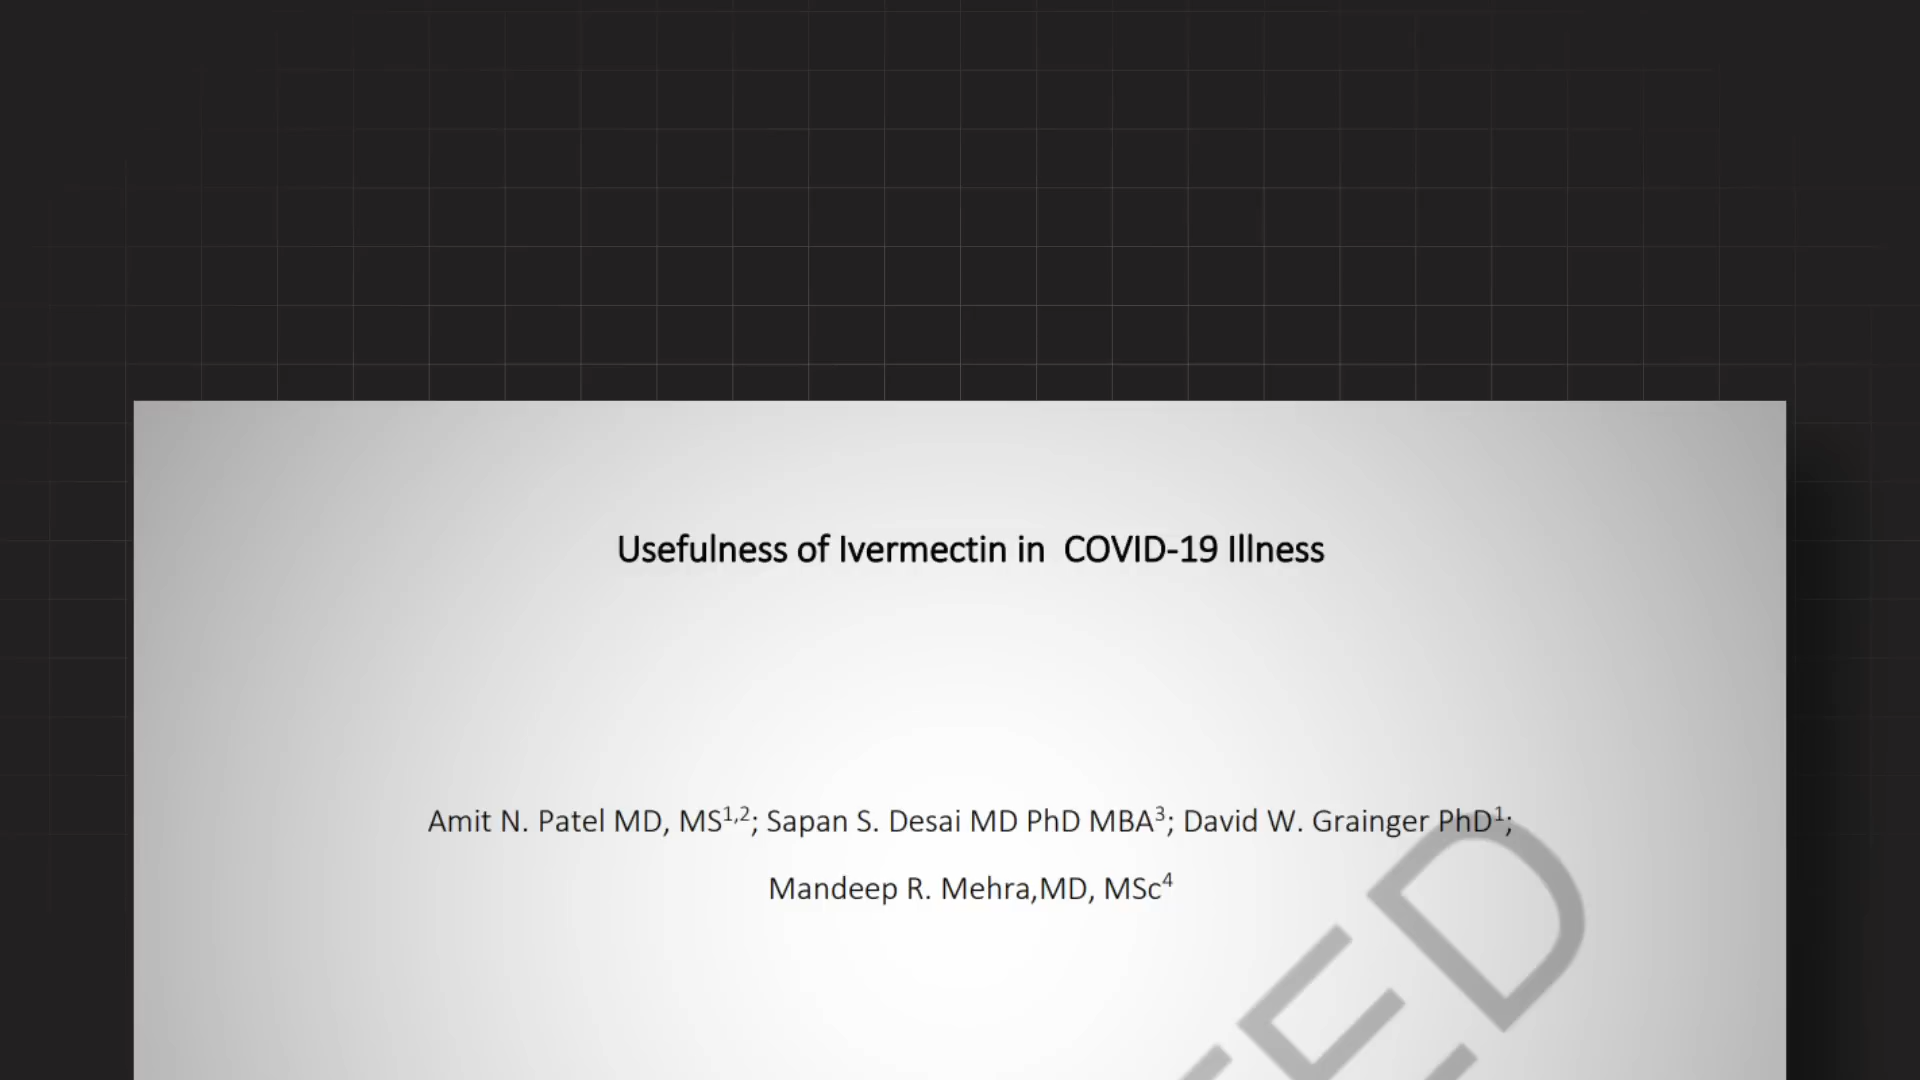 Usefulness of Ivermectin in  COVID-19 Illness
Amit N. Patel MD, MS1,2; Sapan S. Desai MD PhD MBA3; David W. Grainger PhD1;
Mandeep R. Mehra,MD, MSc4